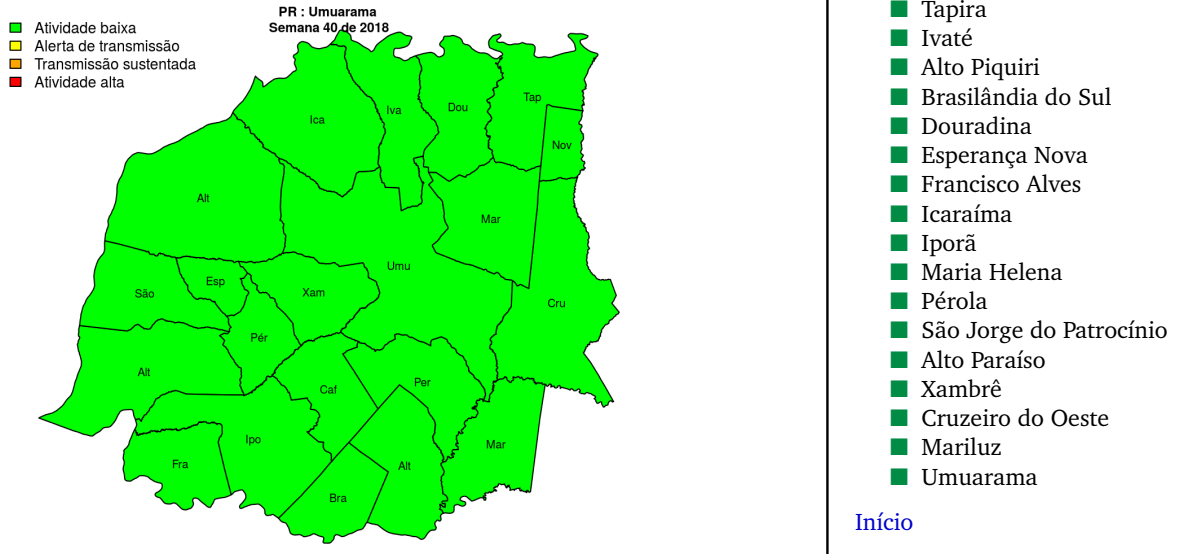 PR : Umuarama
Semana 40 de 2018
Atividade baixa
Alerta de transmissão
Transmissão sustentada
Atividade alta
Ica
Iva
Dou
Tap
Nov
Alt
Mar
Umu
Esp
São
Xam
Cru
Pér
Alt
Caf
Per
Ipo
Mar
Fra
Alt
Bra
Tapira
Ivaté
Alto Piquiri
Brasilândia do Sul
Douradina
Esperança Nova
Francisco Alves
Icaraíma
Iporã
Maria Helena
Pérola
São Jorge do Patrocínio
Alto Paraíso
Xambrê
Cruzeiro do Oeste
Mariluz
Umuarama
Início